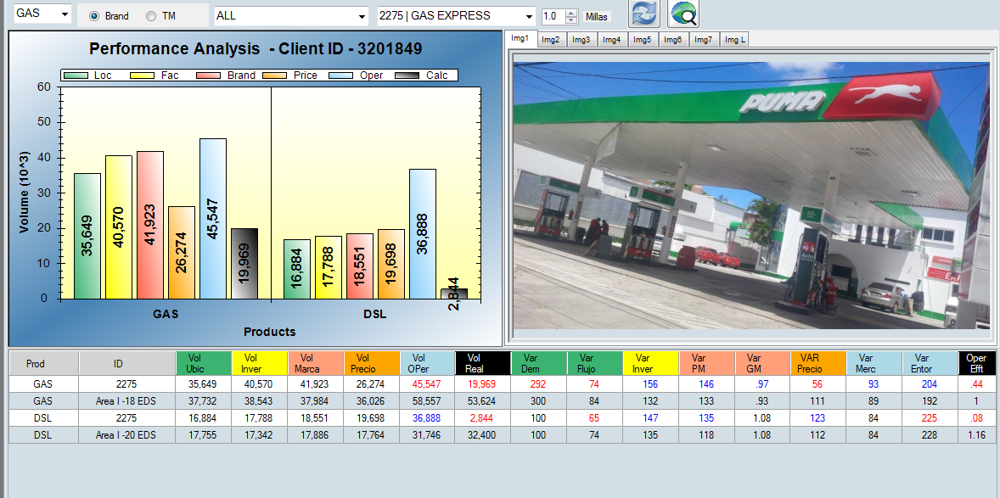 GAS
Brand
TM
ALL
2275 | GAS EXPRESS
1.0
Millas
Performance Analysis - Client ID - 3201849
Loc Fac Brand Price Oper Calc
Volume (10^3)
60
50
40
30
20
10
0
35,649
40,570
41,923
26,274
45,547
19,969
16,884
17,788
18,551
19,698
36,888
2,844
GAS DSL
Products
Img1 Img2 Img3 Img4 Img5 Img6 Img7 Img L
PUMA
Prod ID Vol Ubic Vol Inver Vol Marca Vol Precio Vol OPer Vol Real Var Dem Var Flujo Var Inver Var PM Var GM VAR Precio Var Merc Var Entor Oper Efft
GAS 2275 35,649 40,570 41,923 26,274 45,547 19,969 292 74 156 146 .97 56 93 204 .44
GAS Area I -18 EDS 37,732 38,543 37,984 36,026 58,557 53,624 300 84 132 133 .93 111 89 192 1
DSL 2275 16,884 17,788 18,551 19,698 36,888 2,844 100 65 147 135 1.08 123 84 225 .08
DSL Area I -20 EDS 17,755 17,342 17,886 17,764 31,746 32,400 100 74 135 118 1.08 112 84 228 1.16